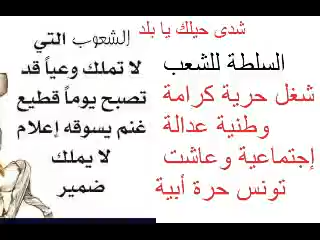 شدى حيلك يا بلد
السلطة للشعب
شغل حرية كرامة
وطنية عدالة
إجتماعية وعاشت
تونس حرة أبية
الشعوب التي
لا تملك وعياً قد
تصبح يوماً قطيع
غنم يسوقه إعلام
لا يملك
ضمير